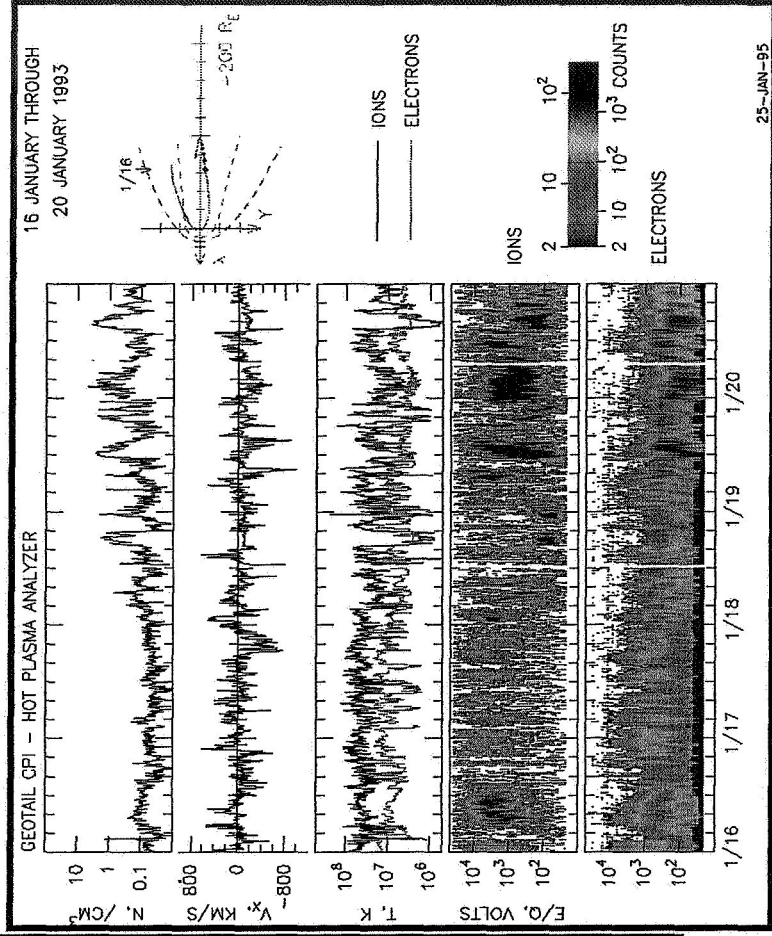 GEOTAIL CPI - HOT PLASMA ANALYZER
16 JANUARY THROUGH
20 JANUARY 1993
10
1
0.1
N, /CM³
800
0
-800
Vₓ, KM/S
10⁸
10⁷
10⁶
T, K
10⁴
10³
10²
E/Q, VOLTS
10⁴
10³
10²
1/16
1/17
1/18
1/19
1/20
1/16
X
Y
-200 R_E
IONS
ELECTRONS
IONS
2 10 10²
2 10 10² 10³ COUNTS
ELECTRONS
25-JAN-95